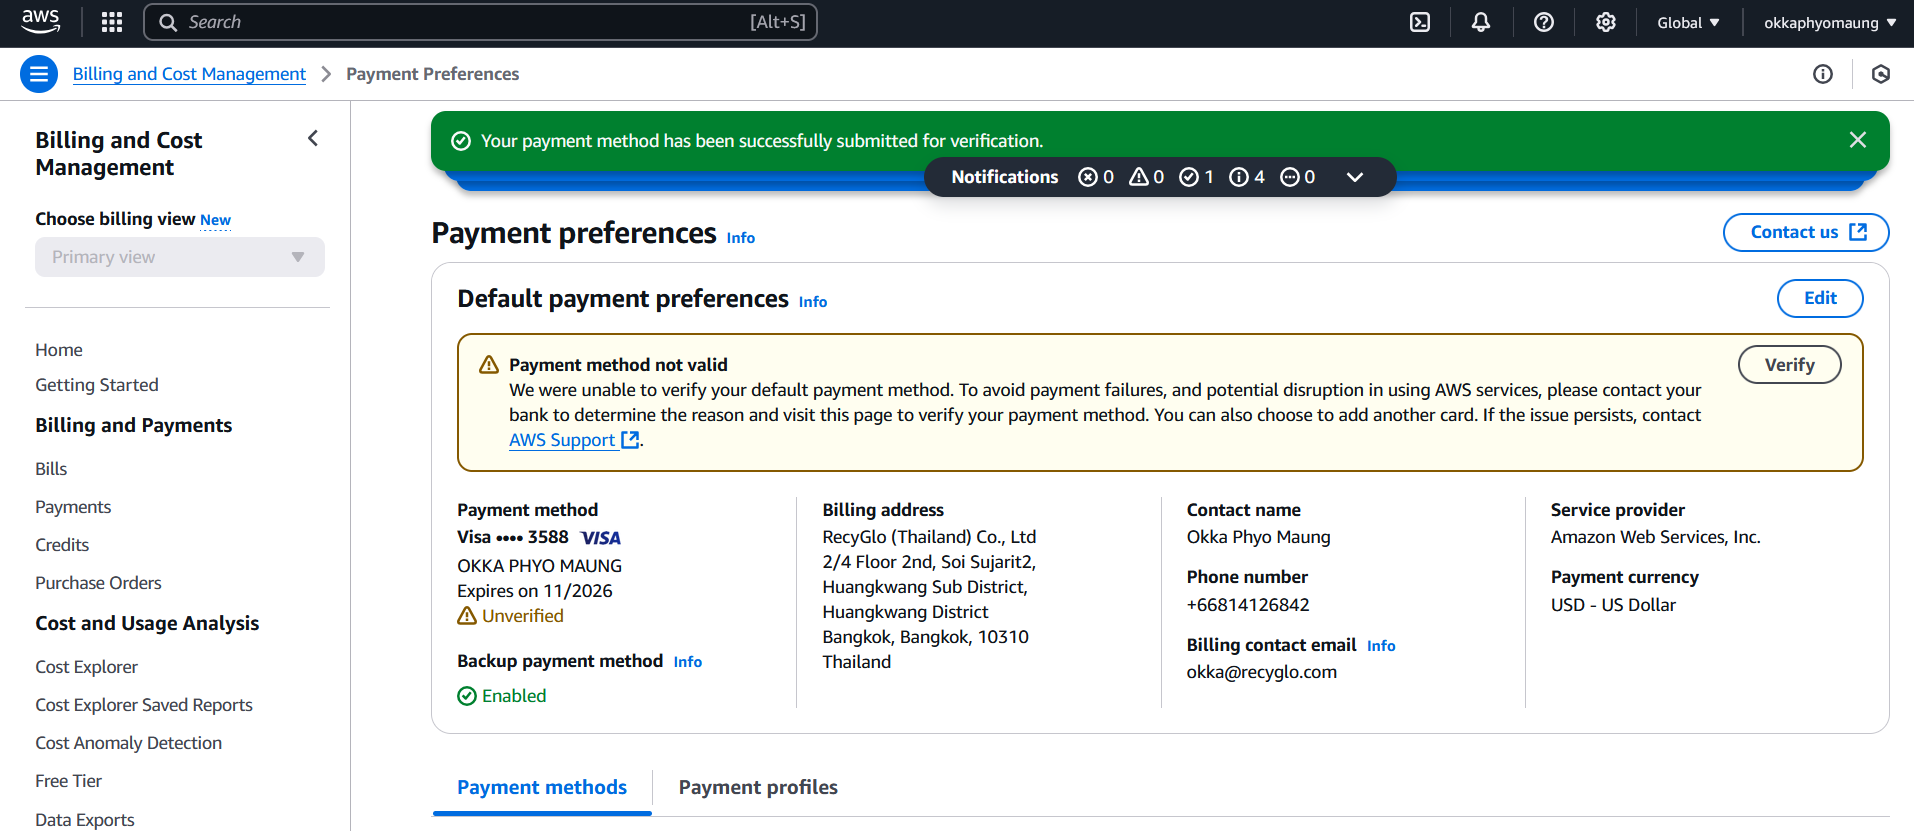 aws
Search [Alt+S]
Global
okkaphyomaung
Billing and Cost Management
Payment Preferences
Billing and Cost
Management
Choose billing view New
Primary view
Home
Getting Started
Billing and Payments
Bills
Payments
Credits
Purchase Orders
Cost and Usage Analysis
Cost Explorer
Cost Explorer Saved Reports
Cost Anomaly Detection
Free Tier
Data Exports
Your payment method has been successfully submitted for verification.
Notifications 0 0 1 4 0
Payment preferences Info
Contact us
Default payment preferences Info
Edit
Payment method not valid
Verify
We were unable to verify your default payment method. To avoid payment failures, and potential disruption in using AWS services, please contact your
bank to determine the reason and visit this page to verify your payment method. You can also choose to add another card. If the issue persists, contact
AWS Support.
Payment method
Visa •••• 3588 VISA
OKKA PHYO MAUNG
Expires on 11/2026
Unverified
Backup payment method Info
Enabled
Billing address
RecyGlo (Thailand) Co., Ltd
2/4 Floor 2nd, Soi Sujarit2,
Huangkwang Sub District,
Huangkwang District
Bangkok, Bangkok, 10310
Thailand
Contact name
Okka Phyo Maung
Phone number
+66814126842
Billing contact email Info
okka@recyglo.com
Service provider
Amazon Web Services, Inc.
Payment currency
USD - US Dollar
Payment methods
Payment profiles